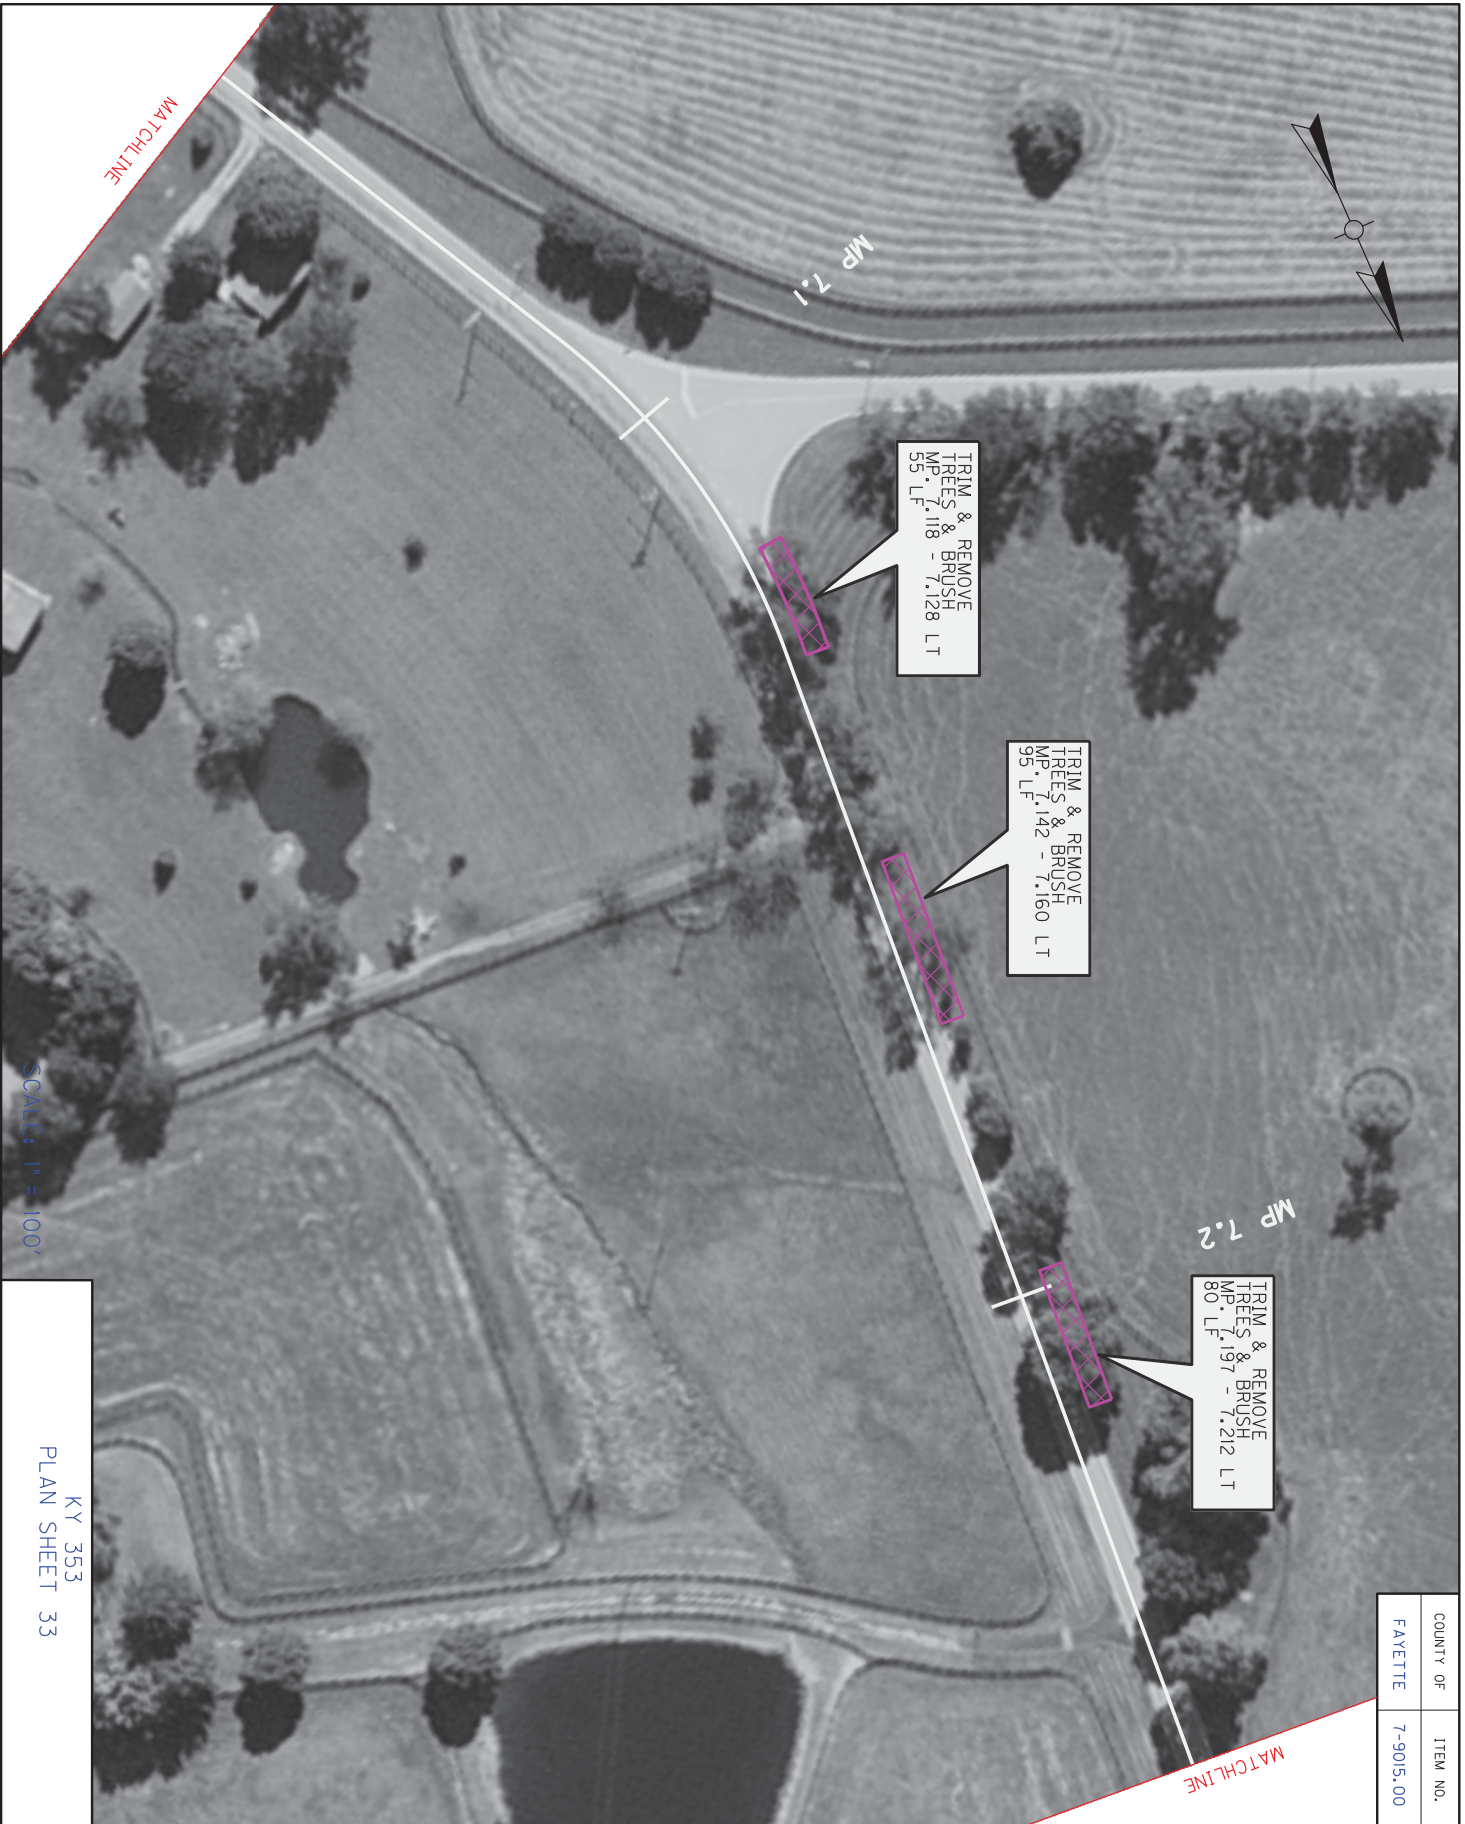 COUNTY OF
ITEM NO.
FAYETTE
7-9015.00
MATCHLINE
MP 7.1
TRIM & REMOVE
TREES & BRUSH
MP. 7.118 - 7.128 LT
55 LF
TRIM & REMOVE
TREES & BRUSH
MP. 7.142 - 7.160 LT
95 LF
MP 7.2
TRIM & REMOVE
TREES & BRUSH
MP. 7.197 - 7.212 LT
80 LF
MATCHLINE
SCALE: 1" = 100'
KY 353
PLAN SHEET 33